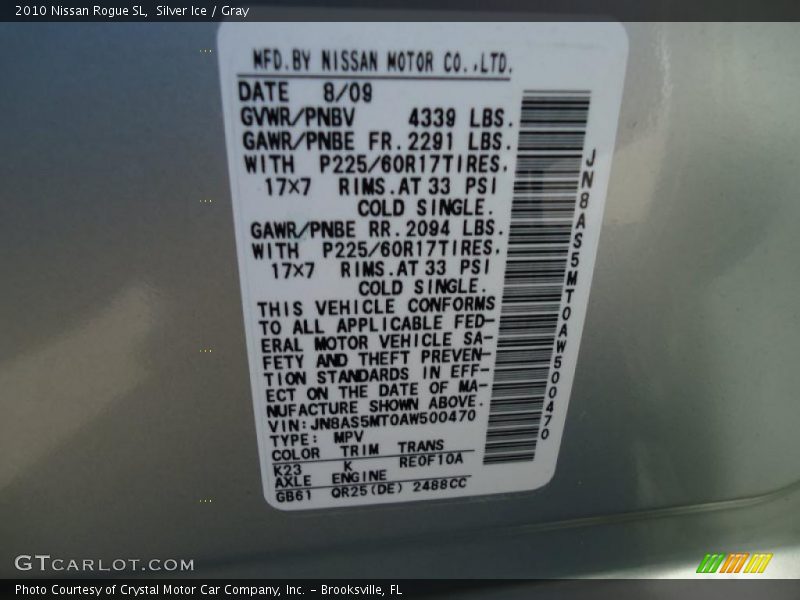 2010 Nissan Rogue SL,  Silver Ice / Gray
MFD.BY NISSAN MOTOR CO.,LTD.
DATE 8/09
GVWR/PNBV 4339 LBS.
GAWR/PNBE FR.2291 LBS.
WITH P225/60R17TIRES.
17×7 RIMS.AT 33 PSI
COLD SINGLE.
GAWR/PNBE RR.2094 LBS.
WITH P225/60R17TIRES.
17×7 RIMS.AT 33 PSI
COLD SINGLE.
THIS VEHICLE CONFORMS
TO ALL APPLICABLE FED-
ERAL MOTOR VEHICLE SA-
FETY AND THEFT PREVEN-
TION STANDARDS IN EFF-
ECT ON THE DATE OF MA-
NUFACTURE SHOWN ABOVE.
VIN:JN8AS5MT0AW500470
TYPE: MPV
COLOR TRIM TRANS
K23 K RE0F10A
AXLE ENGINE
GB61 QR25(DE) 2488CC
JN8AS5MT0AW500470
GTCARLOT.COM
Photo Courtesy of Crystal Motor Car Company, Inc. – Brooksville, FL